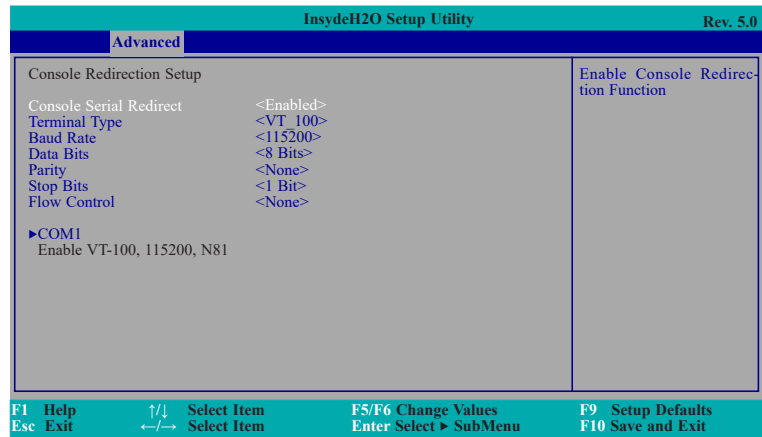 InsydeH2O Setup Utility Rev. 5.0
Advanced
Console Redirection Setup
Console Serial Redirect <Enabled>
Terminal Type <VT_100>
Baud Rate <115200>
Data Bits <8 Bits>
Parity <None>
Stop Bits <1 Bit>
Flow Control <None>
►COM1
Enable VT-100, 115200, N81
Enable Console Redirec-
tion Function
F1 Help ↑/↓ Select Item F5/F6 Change Values F9 Setup Defaults
Esc Exit ←/→ Select Item Enter Select ► SubMenu F10 Save and Exit